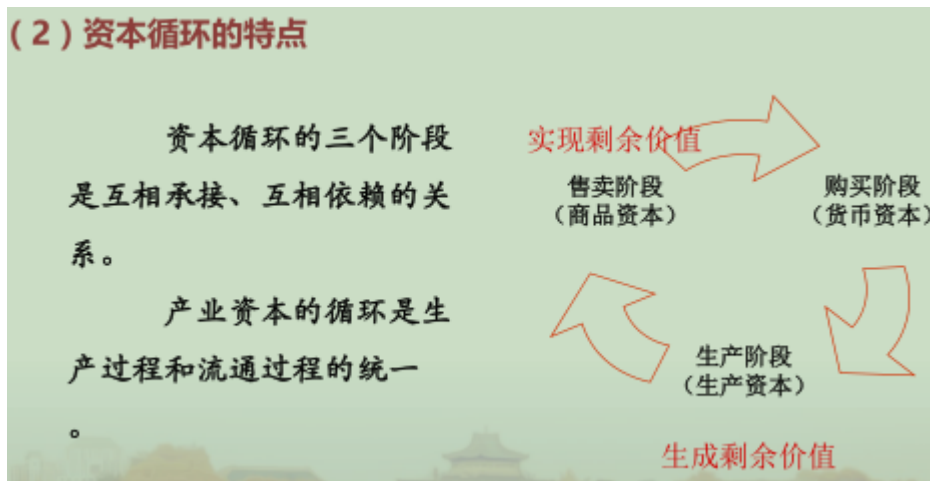 （2）资本循环的特点
资本循环的三个阶段
是互相承接、互相依赖的关
系。
产业资本的循环是生
产过程和流通过程的统一
。
实现剩余价值
售卖阶段
（商品资本）
购买阶段
（货币资本）
生产阶段
（生产资本）
生成剩余价值